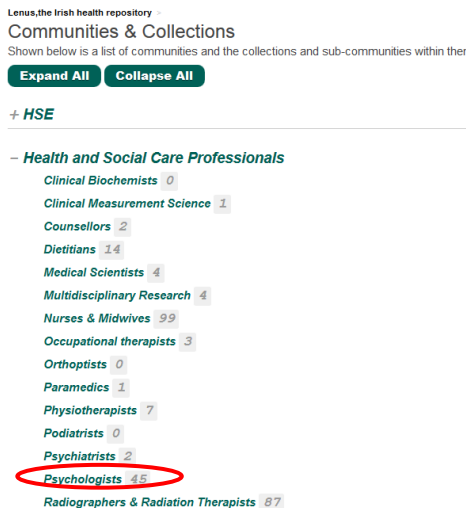 Lenus,the Irish health repository >
Communities & Collections
Shown below is a list of communities and the collections and sub-communities within
Expand All Collapse All
+ HSE
– Health and Social Care Professionals
Clinical Biochemists 0
Clinical Measurement Science 1
Counsellors 2
Dietitians 14
Medical Scientists 4
Multidisciplinary Research 4
Nurses & Midwives 99
Occupational therapists 3
Orthoptists 0
Paramedics 1
Physiotherapists 7
Podiatrists 0
Psychiatrists 2
Psychologists 45
Radiographers & Radiation Therapists 87